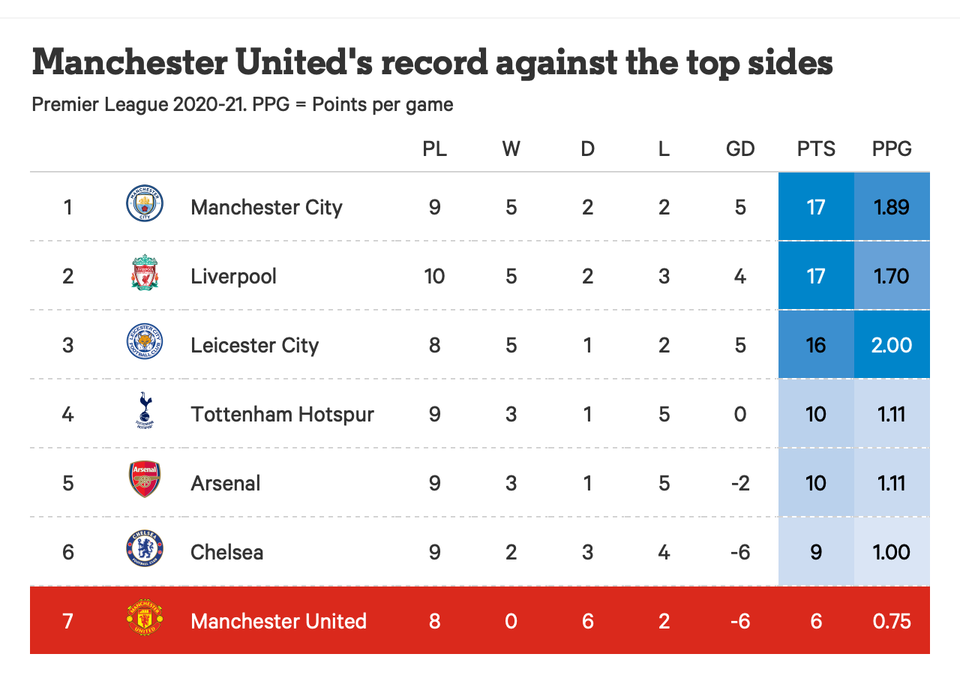 Manchester United's record against the top sides
Premier League 2020-21. PPG = Points per game
PL W D L GD PTS PPG
1 Manchester City 9 5 2 2 5 17 1.89
2 Liverpool 10 5 2 3 4 17 1.70
3 Leicester City 8 5 1 2 5 16 2.00
4 Tottenham Hotspur 9 3 1 5 0 10 1.11
5 Arsenal 9 3 1 5 -2 10 1.11
6 Chelsea 9 2 3 4 -6 9 1.00
7 Manchester United 8 0 6 2 -6 6 0.75